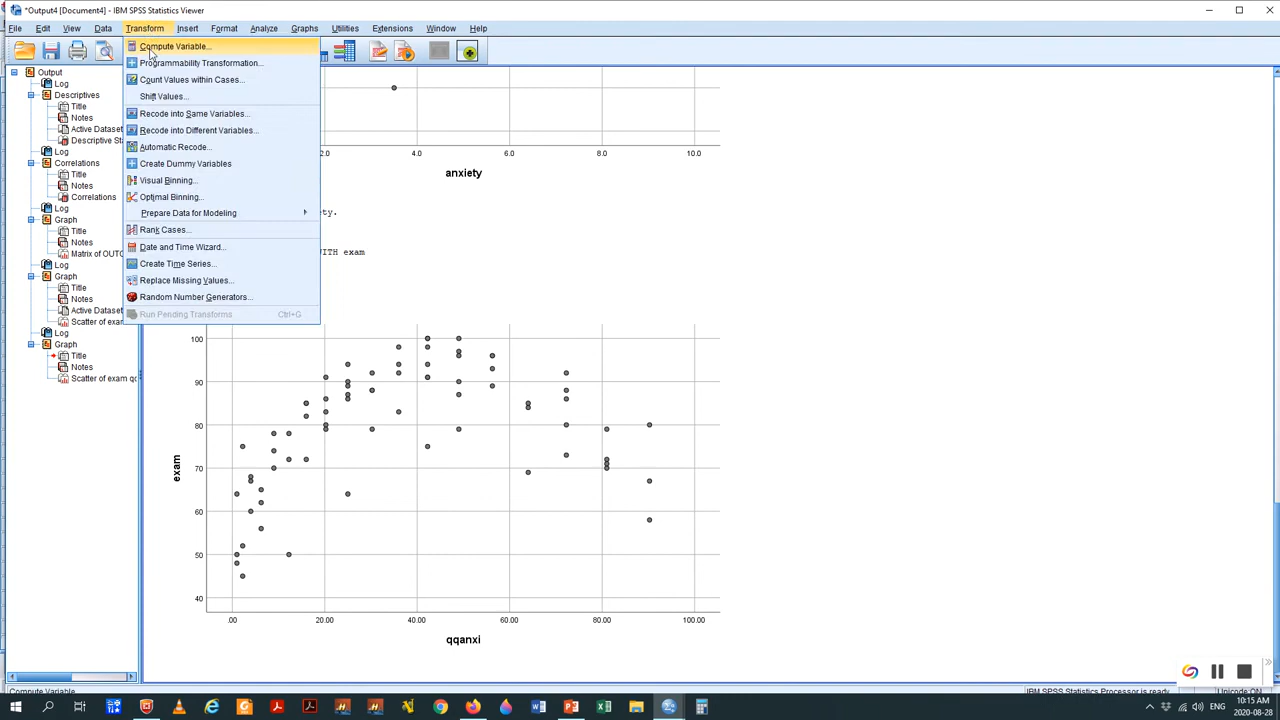 *Output4 [Document4] - IBM SPSS Statistics Viewer
File Edit View Data Transform Insert Format Analyze Graphs Utilities Extensions Window Help
Compute Variable...
Programmability Transformation...
Count Values within Cases...
Shift Values...
Recode into Same Variables...
Recode into Different Variables...
Automatic Recode...
Create Dummy Variables
Visual Binning...
Optimal Binning...
Prepare Data for Modeling
Rank Cases...
Date and Time Wizard...
Create Time Series...
Replace Missing Values...
Random Number Generators...
Run Pending Transforms Ctrl+G
Output
Log
Descriptives
Title
Notes
Active Dataset
Descriptive Sta
Log
Correlations
Title
Notes
Correlations
Log
Graph
Title
Notes
Matrix of OUTC
Log
Graph
Title
Notes
Active Dataset
Scatter of exam
Log
Graph
Title
Notes
Scatter of exam qq
2.0 4.0 6.0 8.0 10.0
anxiety
ety.
WITH exam
100
90
80
70
60
50
40
exam
.00 20.00 40.00 60.00 80.00 100.00
qqanxi
Compute Variable
IBM SPSS Statistics Processor is ready
Unicode:ON
ENG
10:15 AM
2020-08-28